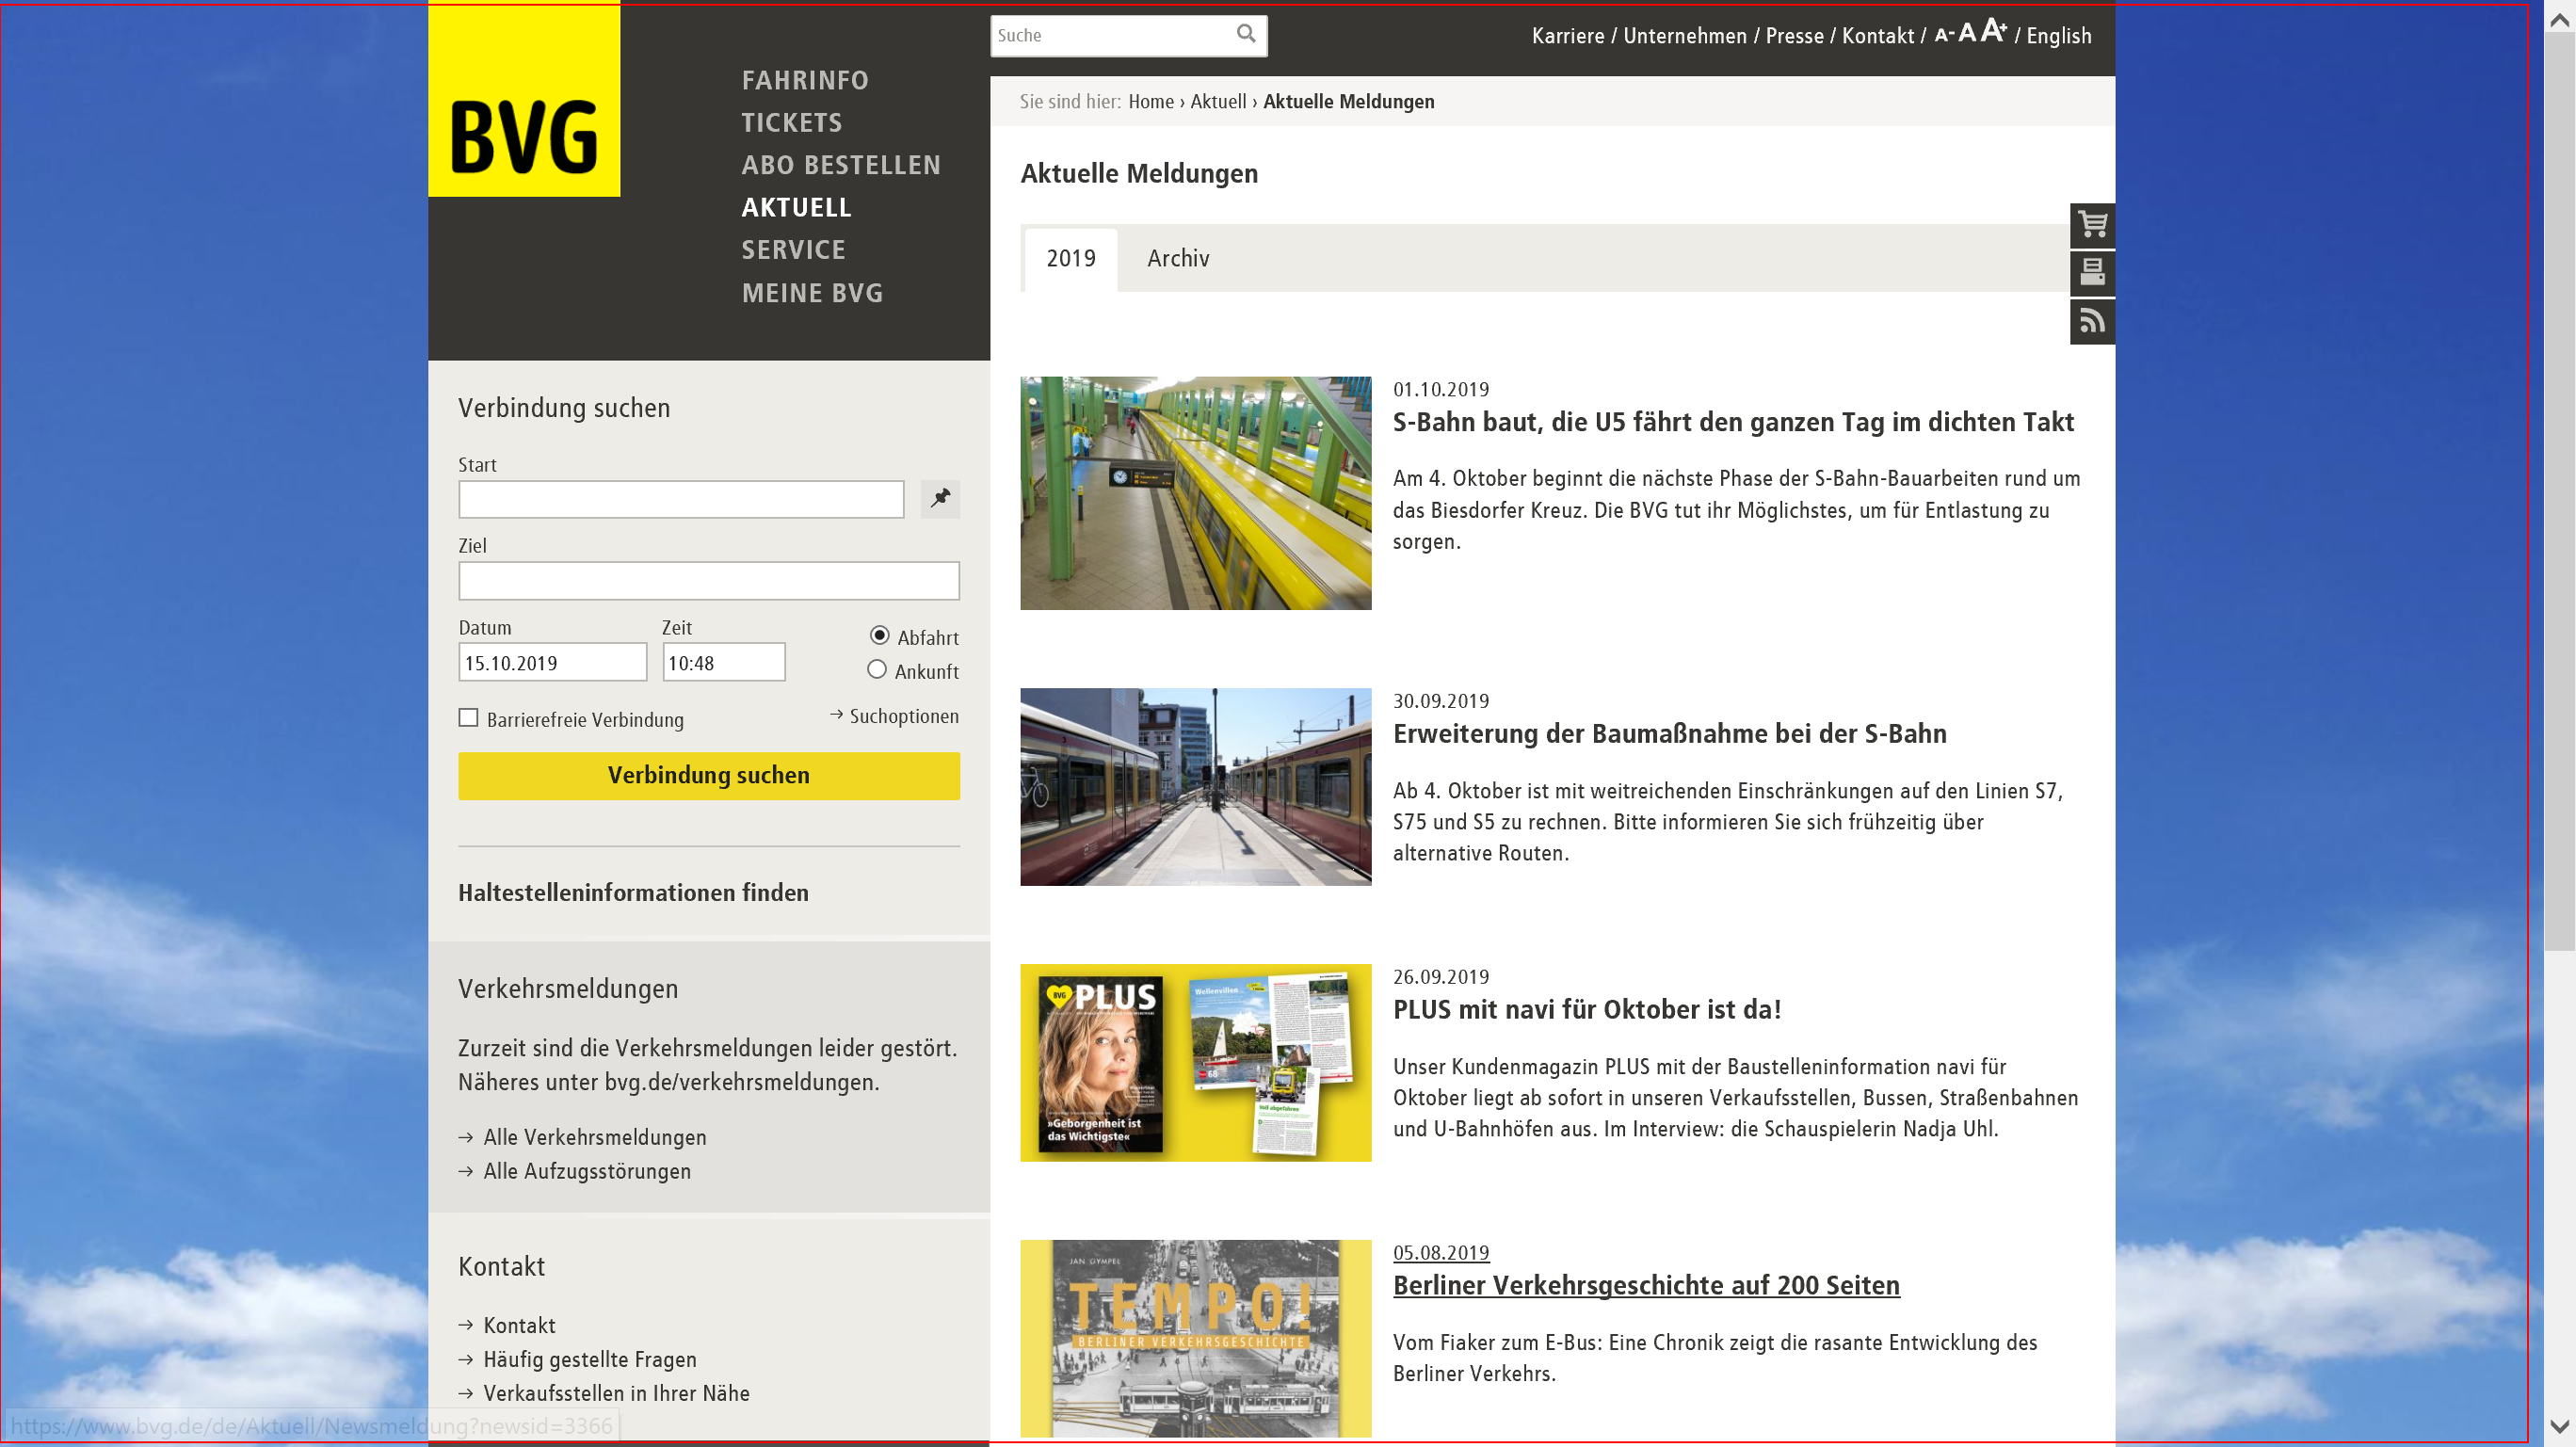 BVG
FAHRINFO
TICKETS
ABO BESTELLEN
AKTUELL
SERVICE
MEINE BVG
Suche
Karriere / Unternehmen / Presse / Kontakt / A- A A+ / English
Sie sind hier: Home › Aktuell › Aktuelle Meldungen
Aktuelle Meldungen
2019 Archiv
Verbindung suchen
Start
Ziel
Datum Zeit
15.10.2019 10:48
Abfahrt
Ankunft
Barrierefreie Verbindung
→ Suchoptionen
Verbindung suchen
Haltestelleninformationen finden
Verkehrsmeldungen
Zurzeit sind die Verkehrsmeldungen leider gestört.
Näheres unter bvg.de/verkehrsmeldungen.
→ Alle Verkehrsmeldungen
→ Alle Aufzugsstörungen
Kontakt
→ Kontakt
→ Häufig gestellte Fragen
→ Verkaufsstellen in Ihrer Nähe
https://www.bvg.de/de/Aktuell/Newsmeldung?newsid=3366
01.10.2019
S-Bahn baut, die U5 fährt den ganzen Tag im dichten Takt
Am 4. Oktober beginnt die nächste Phase der S-Bahn-Bauarbeiten rund um
das Biesdorfer Kreuz. Die BVG tut ihr Möglichstes, um für Entlastung zu
sorgen.
30.09.2019
Erweiterung der Baumaßnahme bei der S-Bahn
Ab 4. Oktober ist mit weitreichenden Einschränkungen auf den Linien S7,
S75 und S5 zu rechnen. Bitte informieren Sie sich frühzeitig über
alternative Routen.
BVG PLUS
»Geborgenheit ist
das Wichtigste«
Wellenvillen
Voll abgefahren
26.09.2019
PLUS mit navi für Oktober ist da!
Unser Kundenmagazin PLUS mit der Baustelleninformation navi für
Oktober liegt ab sofort in unseren Verkaufsstellen, Bussen, Straßenbahnen
und U-Bahnhöfen aus. Im Interview: die Schauspielerin Nadja Uhl.
JAN GYMPEL
TEMPO!
BERLINER VERKEHRSGESCHICHTE
05.08.2019
Berliner Verkehrsgeschichte auf 200 Seiten
Vom Fiaker zum E-Bus: Eine Chronik zeigt die rasante Entwicklung des
Berliner Verkehrs.